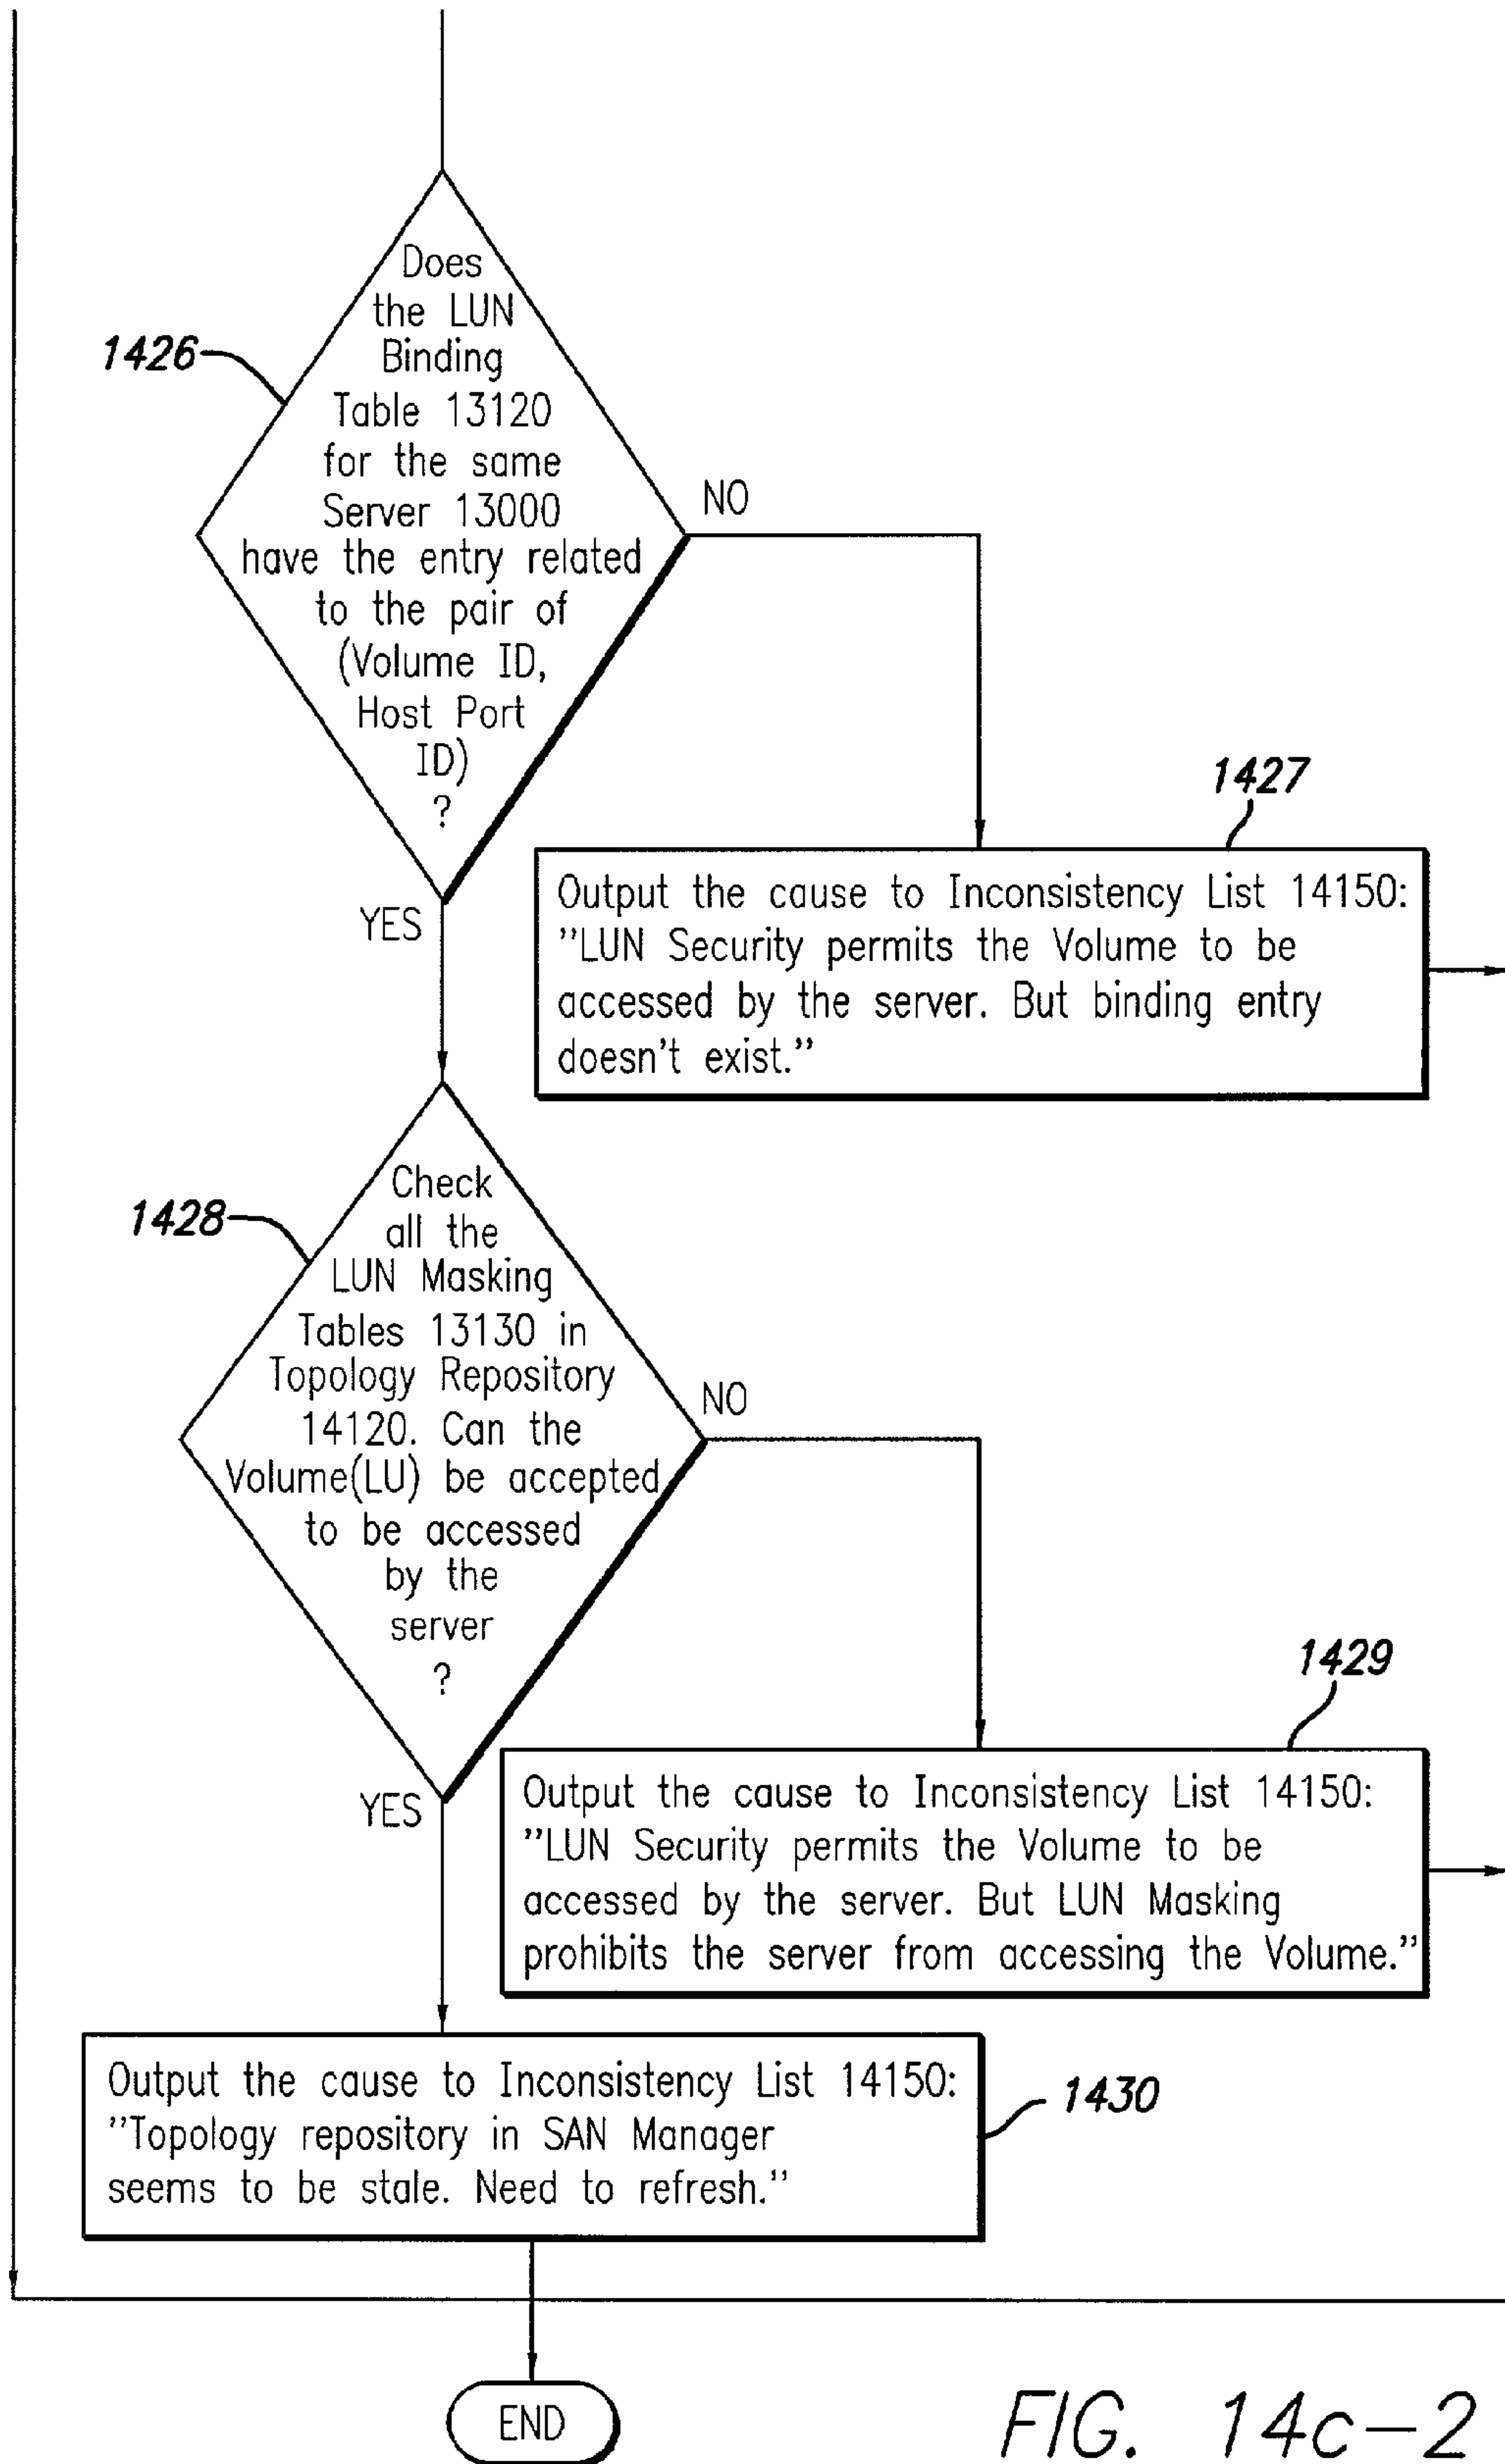 Does
the LUN
Binding
Table 13120
for the same
Server 13000
have the entry related
to the pair of
(Volume ID,
Host Port
ID)
?
1426
NO
YES
1427
Output the cause to Inconsistency List 14150:
"LUN Security permits the Volume to be
accessed by the server. But binding entry
doesn't exist."
Check
all the
LUN Masking
Tables 13130 in
Topology Repository
14120. Can the
Volume(LU) be accepted
to be accessed
by the
server
?
1428
NO
YES
1429
Output the cause to Inconsistency List 14150:
"LUN Security permits the Volume to be
accessed by the server. But LUN Masking
prohibits the server from accessing the Volume."
Output the cause to Inconsistency List 14150:
"Topology repository in SAN Manager
seems to be stale. Need to refresh."
1430
END
FIG. 14c-2